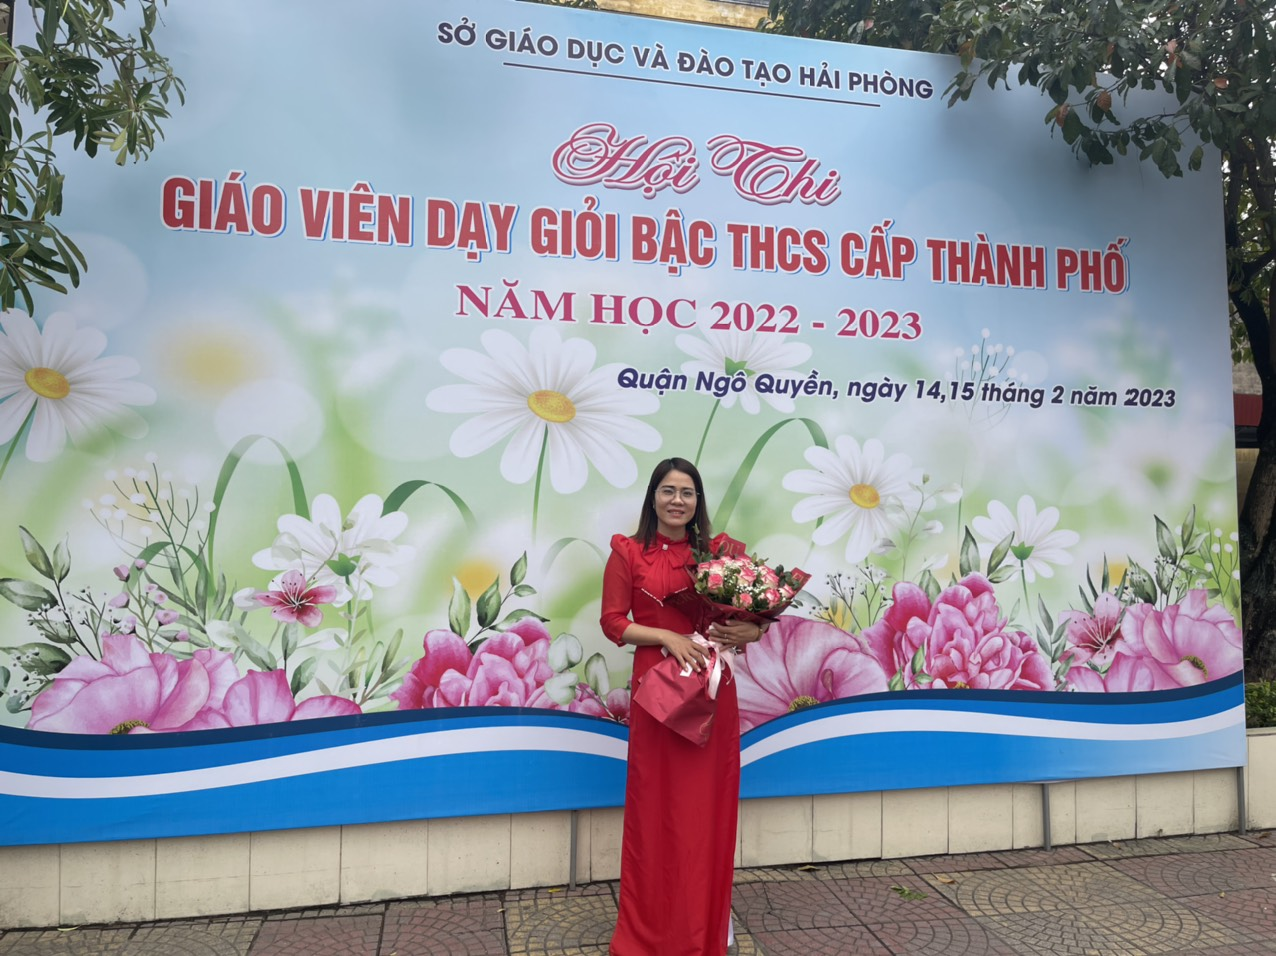 SỞ GIÁO DỤC VÀ ĐÀO TẠO HẢI PHÒNG
Hội Thi
GIÁO VIÊN DẠY GIỎI BẬC THCS CẤP THÀNH PHỐ
NĂM HỌC 2022 - 2023
Quận Ngô Quyền, ngày 14,15 tháng 2 năm 2023